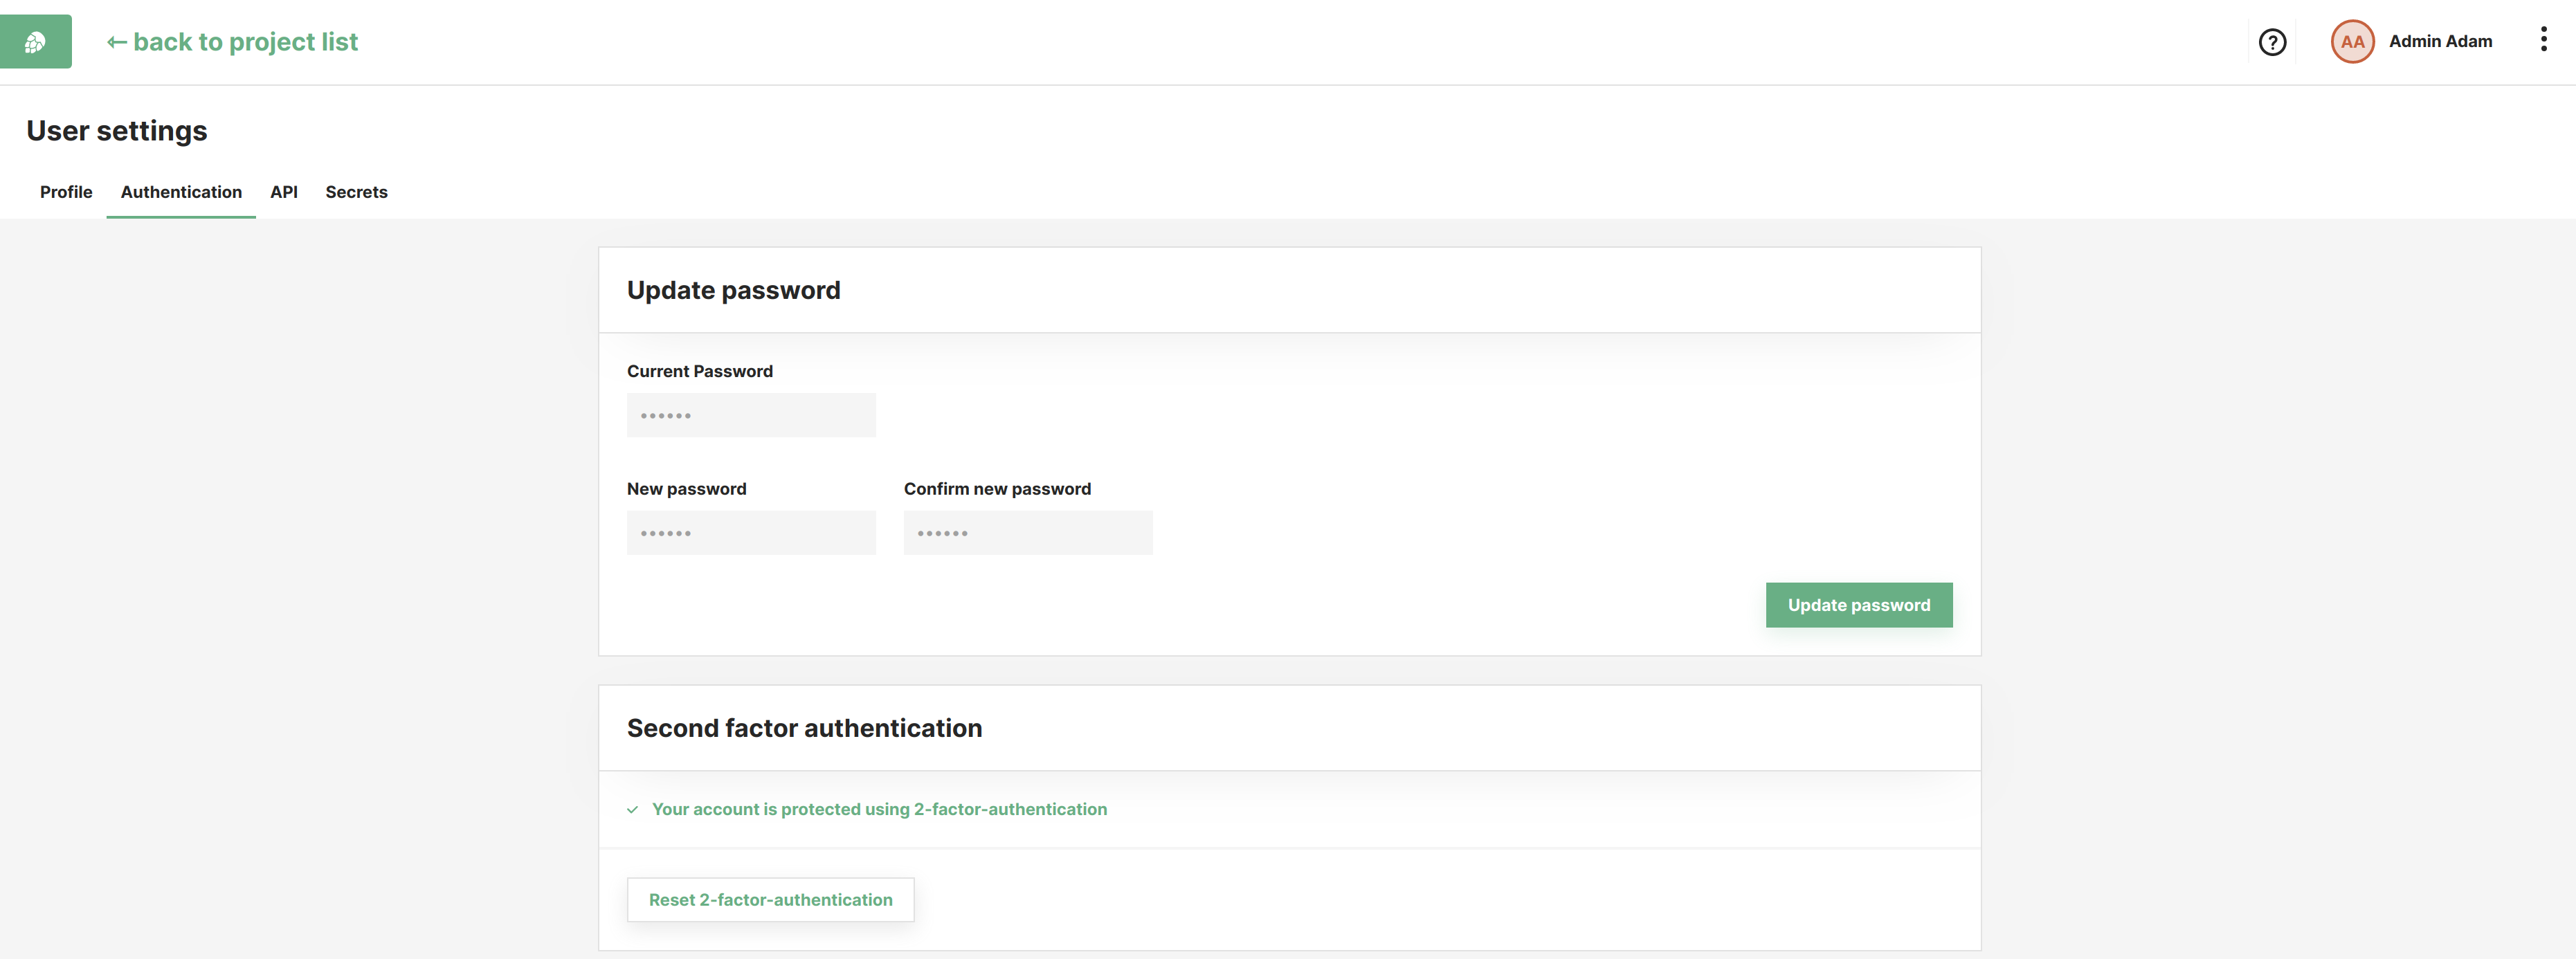 ← back to project list
AA Admin Adam
User settings
Profile Authentication API Secrets
Update password
Current Password
••••••
New password Confirm new password
•••••• ••••••
Update password
Second factor authentication
Your account is protected using 2-factor-authentication
Reset 2-factor-authentication